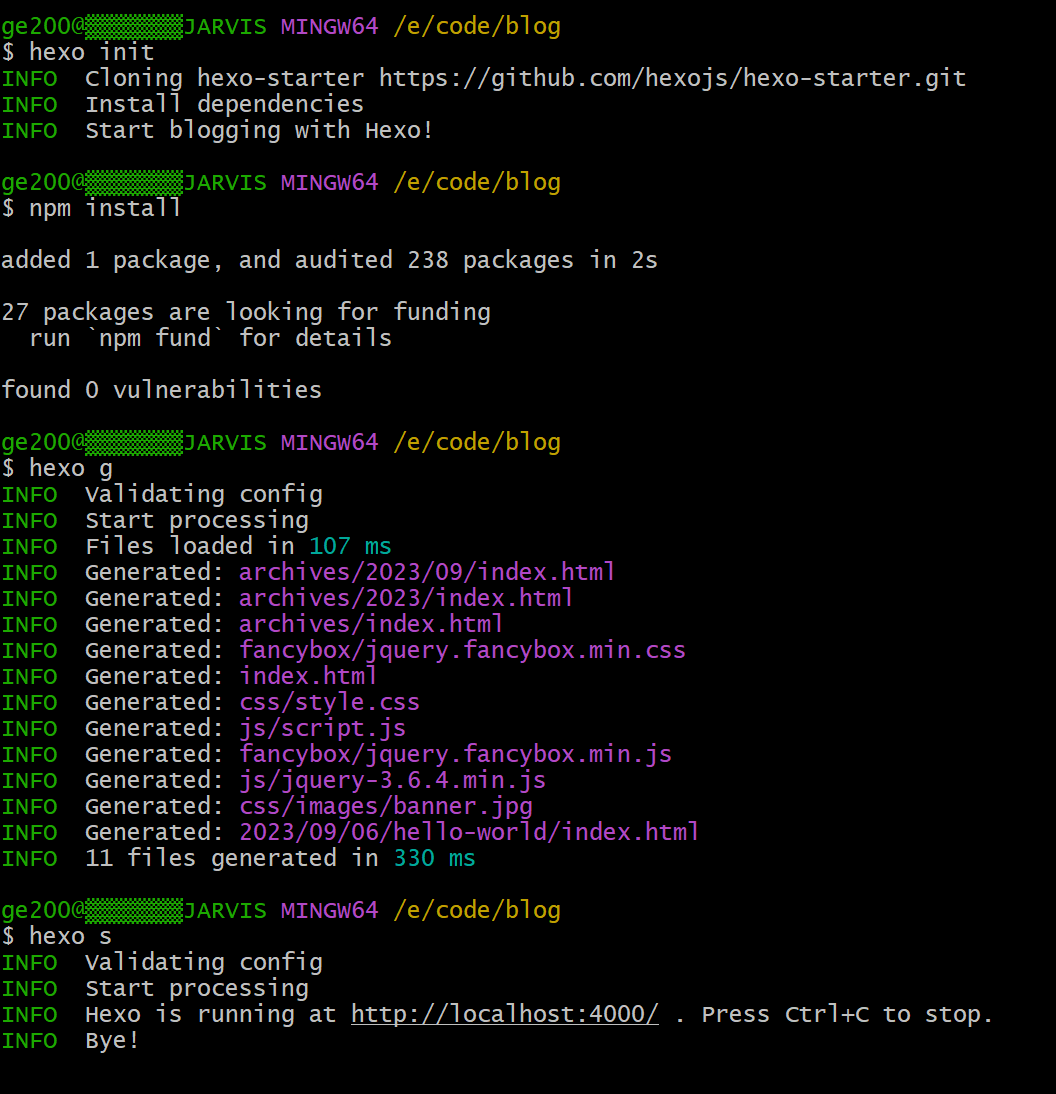 ge200@▒▒▒▒▒▒▒JARVIS MINGW64 /e/code/blog
$ hexo init
INFO  Cloning hexo-starter https://github.com/hexojs/hexo-starter.git
INFO  Install dependencies
INFO  Start blogging with Hexo!
ge200@▒▒▒▒▒▒▒JARVIS MINGW64 /e/code/blog
$ npm install
added 1 package, and audited 238 packages in 2s
27 packages are looking for funding
  run `npm fund` for details
found 0 vulnerabilities
ge200@▒▒▒▒▒▒▒JARVIS MINGW64 /e/code/blog
$ hexo g
INFO  Validating config
INFO  Start processing
INFO  Files loaded in 107 ms
INFO  Generated: archives/2023/09/index.html
INFO  Generated: archives/2023/index.html
INFO  Generated: archives/index.html
INFO  Generated: fancybox/jquery.fancybox.min.css
INFO  Generated: index.html
INFO  Generated: css/style.css
INFO  Generated: js/script.js
INFO  Generated: fancybox/jquery.fancybox.min.js
INFO  Generated: js/jquery-3.6.4.min.js
INFO  Generated: css/images/banner.jpg
INFO  Generated: 2023/09/06/hello-world/index.html
INFO  11 files generated in 330 ms
ge200@▒▒▒▒▒▒▒JARVIS MINGW64 /e/code/blog
$ hexo s
INFO  Validating config
INFO  Start processing
INFO  Hexo is running at http://localhost:4000/ . Press Ctrl+C to stop.
INFO  Bye!